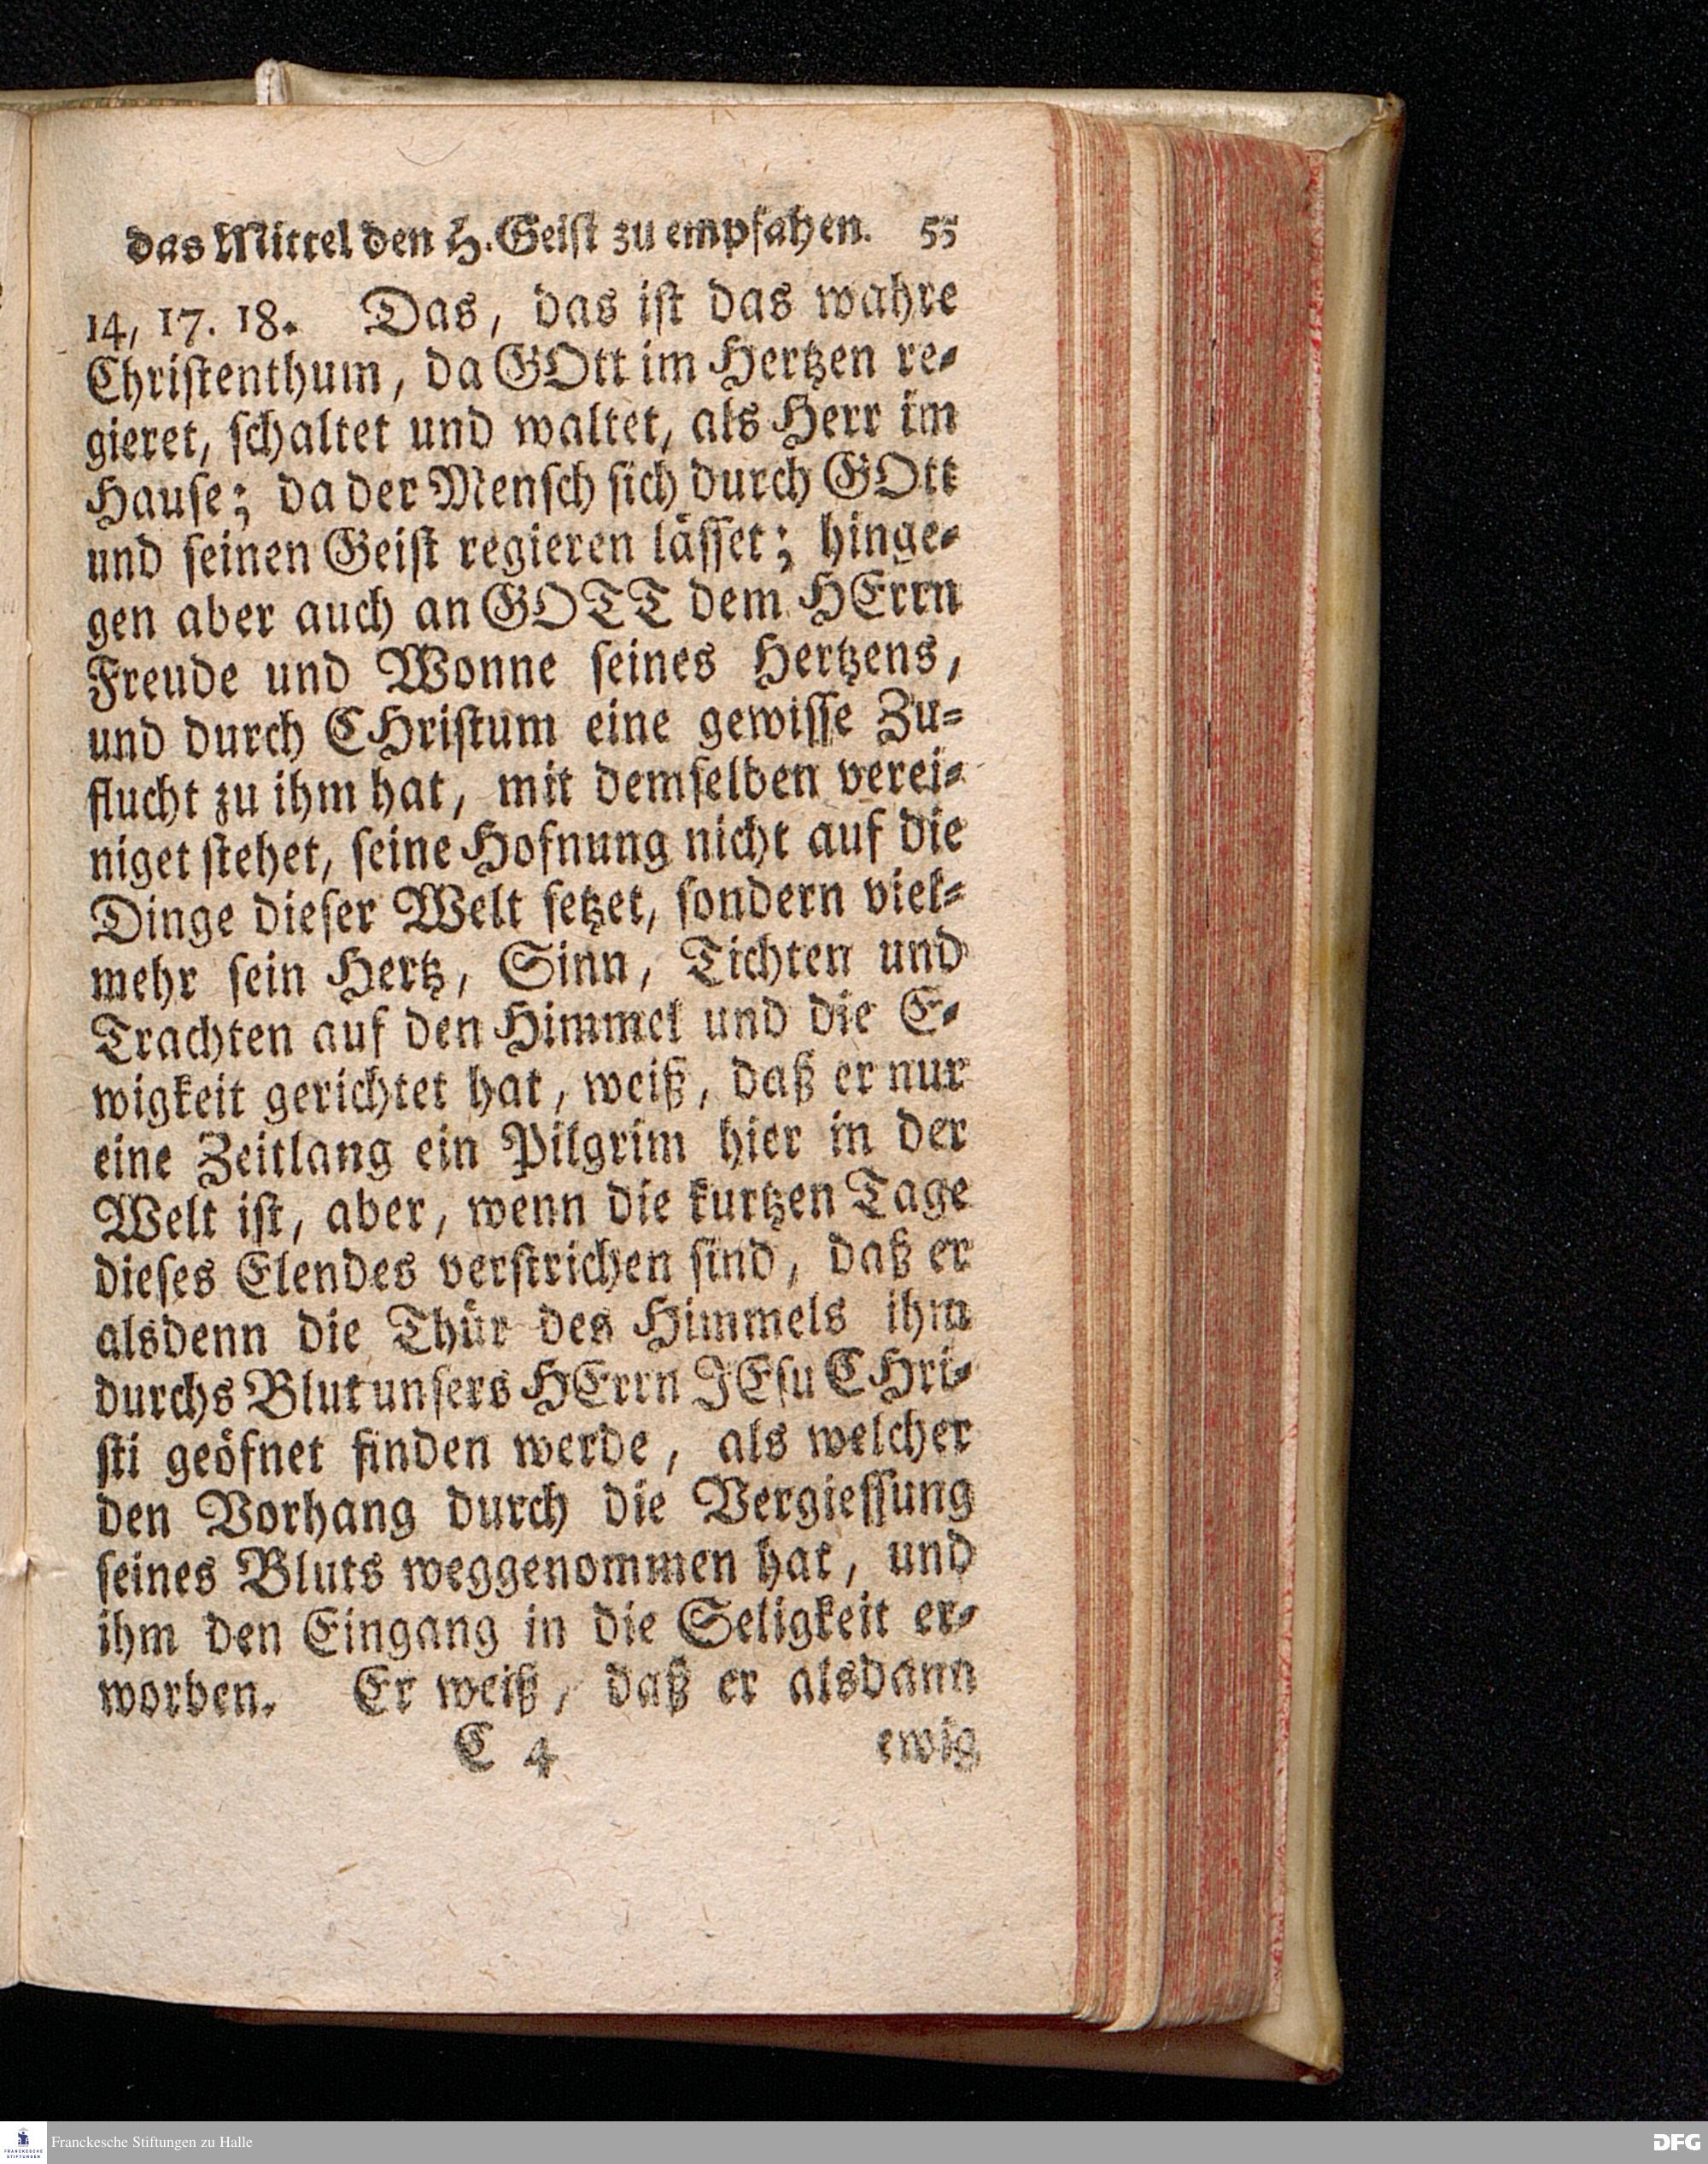 das Mittel den H. Geist zu empfahen. 55
14, 17. 18. Das, das ist das wahre
Christenthum, da GOtt im Hertzen re-
gieret, schaltet und waltet, als Herr im
Hause; da der Mensch sich durch GOtt
und seinen Geist regieren lässet; hinge-
gen aber auch an GOTT dem HErrn
Freude und Wonne seines Hertzens,
und durch CHristum eine gewisse Zu-
flucht zu ihm hat, mit demselben verei-
niget stehet, seine Hofnung nicht auf die
Dinge dieser Welt setzet, sondern viel-
mehr sein Hertz, Sinn, Tichten und
Trachten auf den Himmel und die E-
wigkeit gerichtet hat, weiß, daß er nur
eine Zeitlang ein Pilgrim hier in der
Welt ist, aber, wenn die kurtzen Tage
dieses Elendes verstrichen sind, daß er
alsdenn die Thür des Himmels ihm
durchs Blut unsers HErrn JEsu CHri-
sti geöfnet finden werde, als welcher
den Vorhang durch die Vergiessung
seines Bluts weggenommen hat, und
ihm den Eingang in die Seligkeit er-
worben. Er weiß, daß er alsdann
C 4 ewig
FRANCKESCHE
STIFTUNGEN
Franckesche Stiftungen zu Halle
DFG